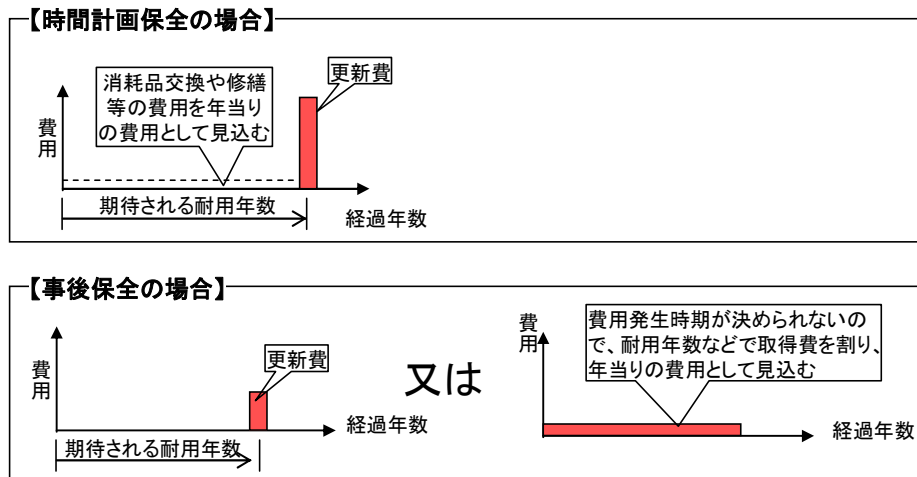 【時間計画保全の場合】
消耗品交換や修繕
等の費用を年当り
の費用として見込む
更新費
費用
期待される耐用年数
経過年数
【事後保全の場合】
費用
更新費
期待される耐用年数
経過年数
又は
費用
費用発生時期が決められないの
で、耐用年数などで取得費を割り、
年当りの費用として見込む
経過年数